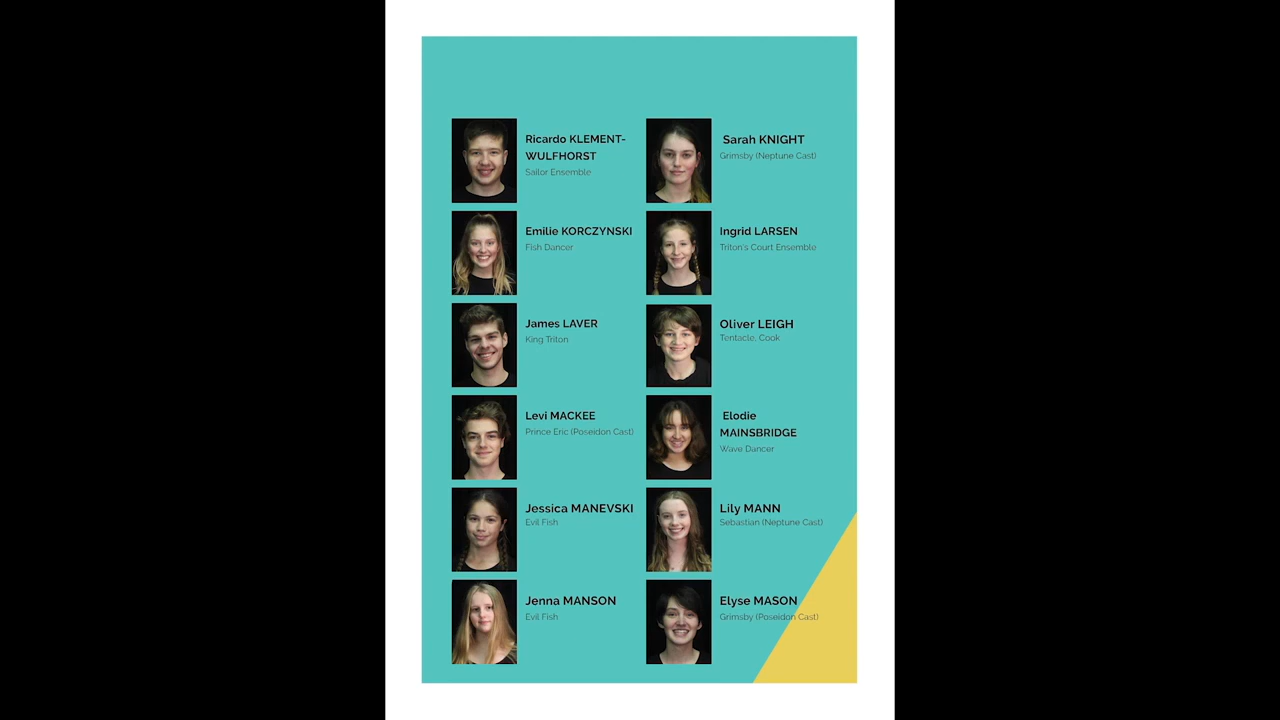 Ricardo KLEMENT-
WULFHORST
Sailor Ensemble
Sarah KNIGHT
Grimsby (Neptune Cast)
Emilie KORCZYNSKI
Fish Dancer
Ingrid LARSEN
Triton's Court Ensemble
James LAVER
King Triton
Oliver LEIGH
Tentacle, Cook
Levi MACKEE
Prince Eric (Poseidon Cast)
Elodie
MAINSBRIDGE
Wave Dancer
Jessica MANEVSKI
Evil Fish
Lily MANN
Sebastian (Neptune Cast)
Jenna MANSON
Evil Fish
Elyse MASON
Grimsby (Poseidon Cast)